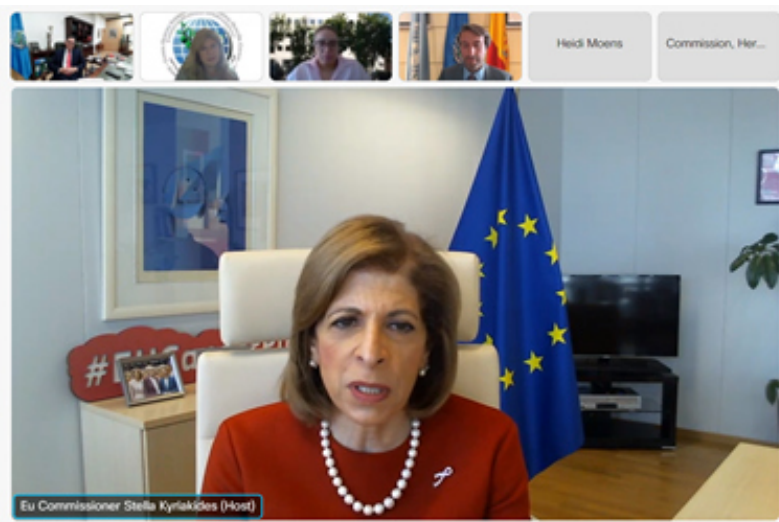 Heidi Moens
Commission, Her...
Eu Commissioner Stella Kyriakides (Host)